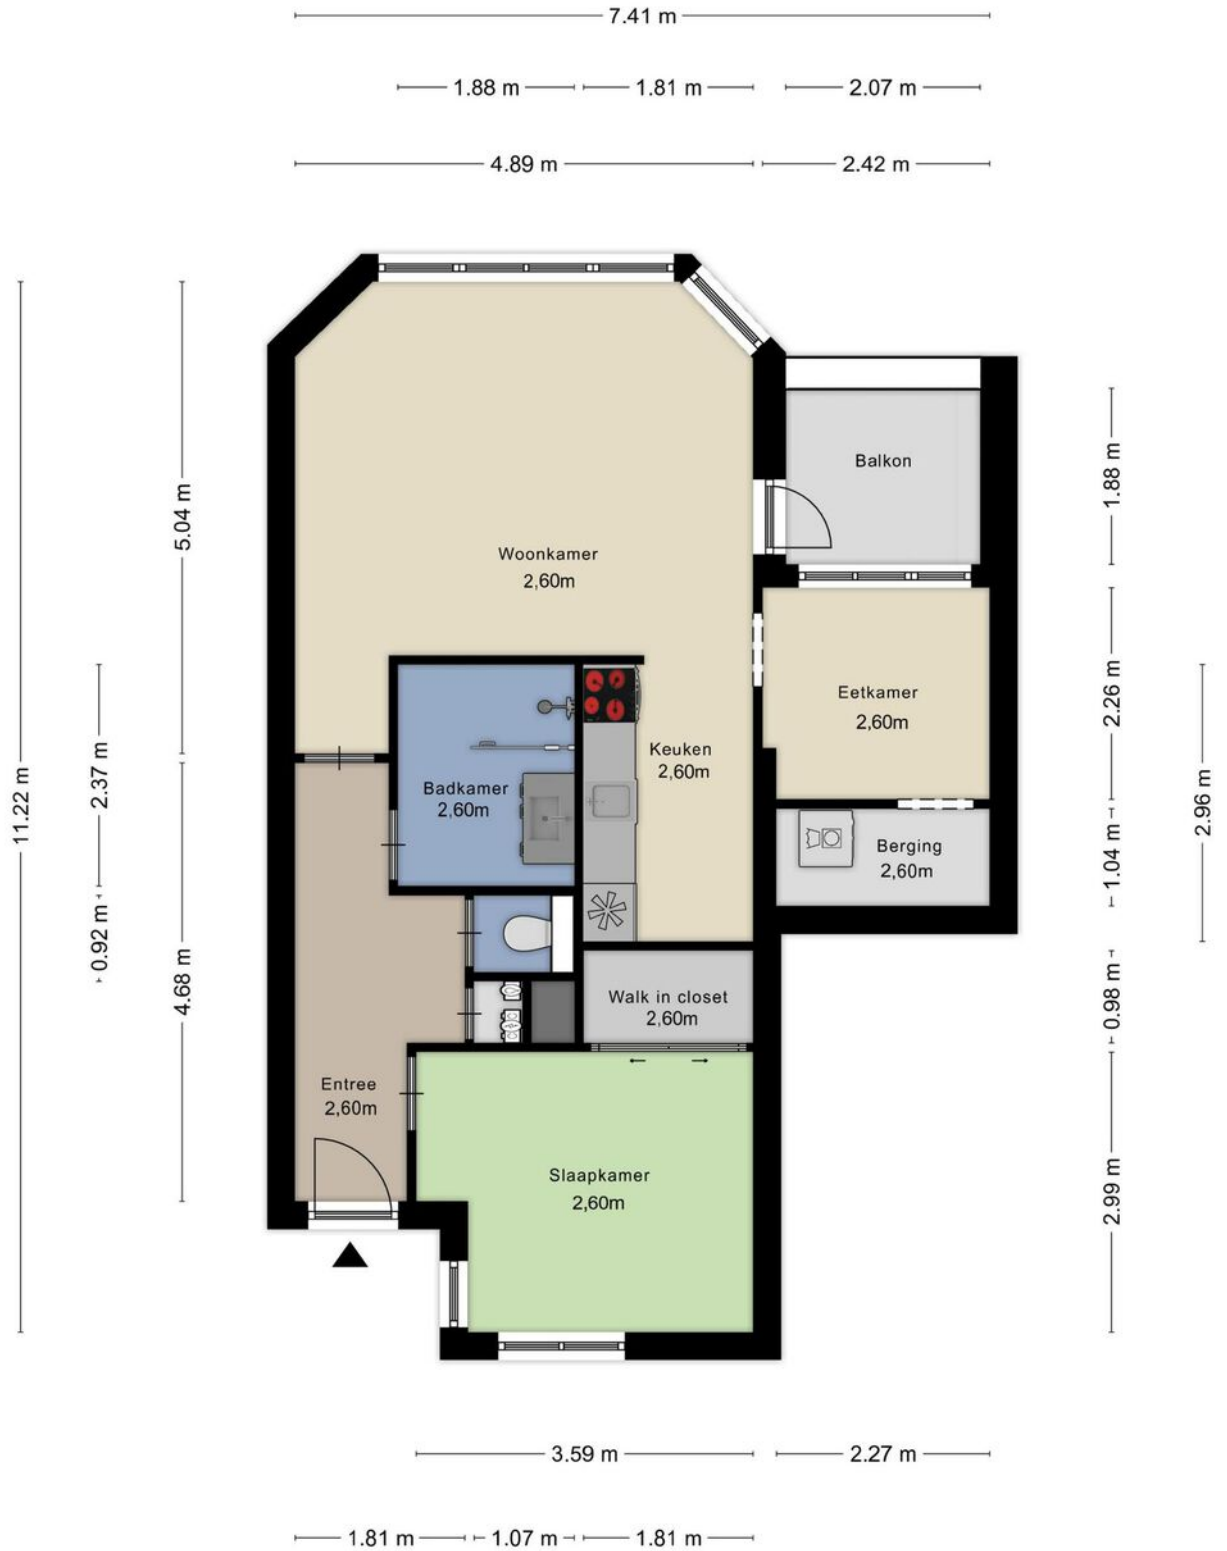 7.41 m
1.88 m
1.81 m
2.07 m
4.89 m
2.42 m
Balkon
1.88 m
5.04 m
Woonkamer
2,60m
Eetkamer
2,60m
2.26 m
Keuken
2,60m
Badkamer
2,60m
2.37 m
11.22 m
2.96 m
Berging
2,60m
1.04 m
0.92 m
4.68 m
Walk in closet
2,60m
0.98 m
Entree
2,60m
Slaapkamer
2,60m
2.99 m
3.59 m
2.27 m
1.81 m
1.07 m
1.81 m